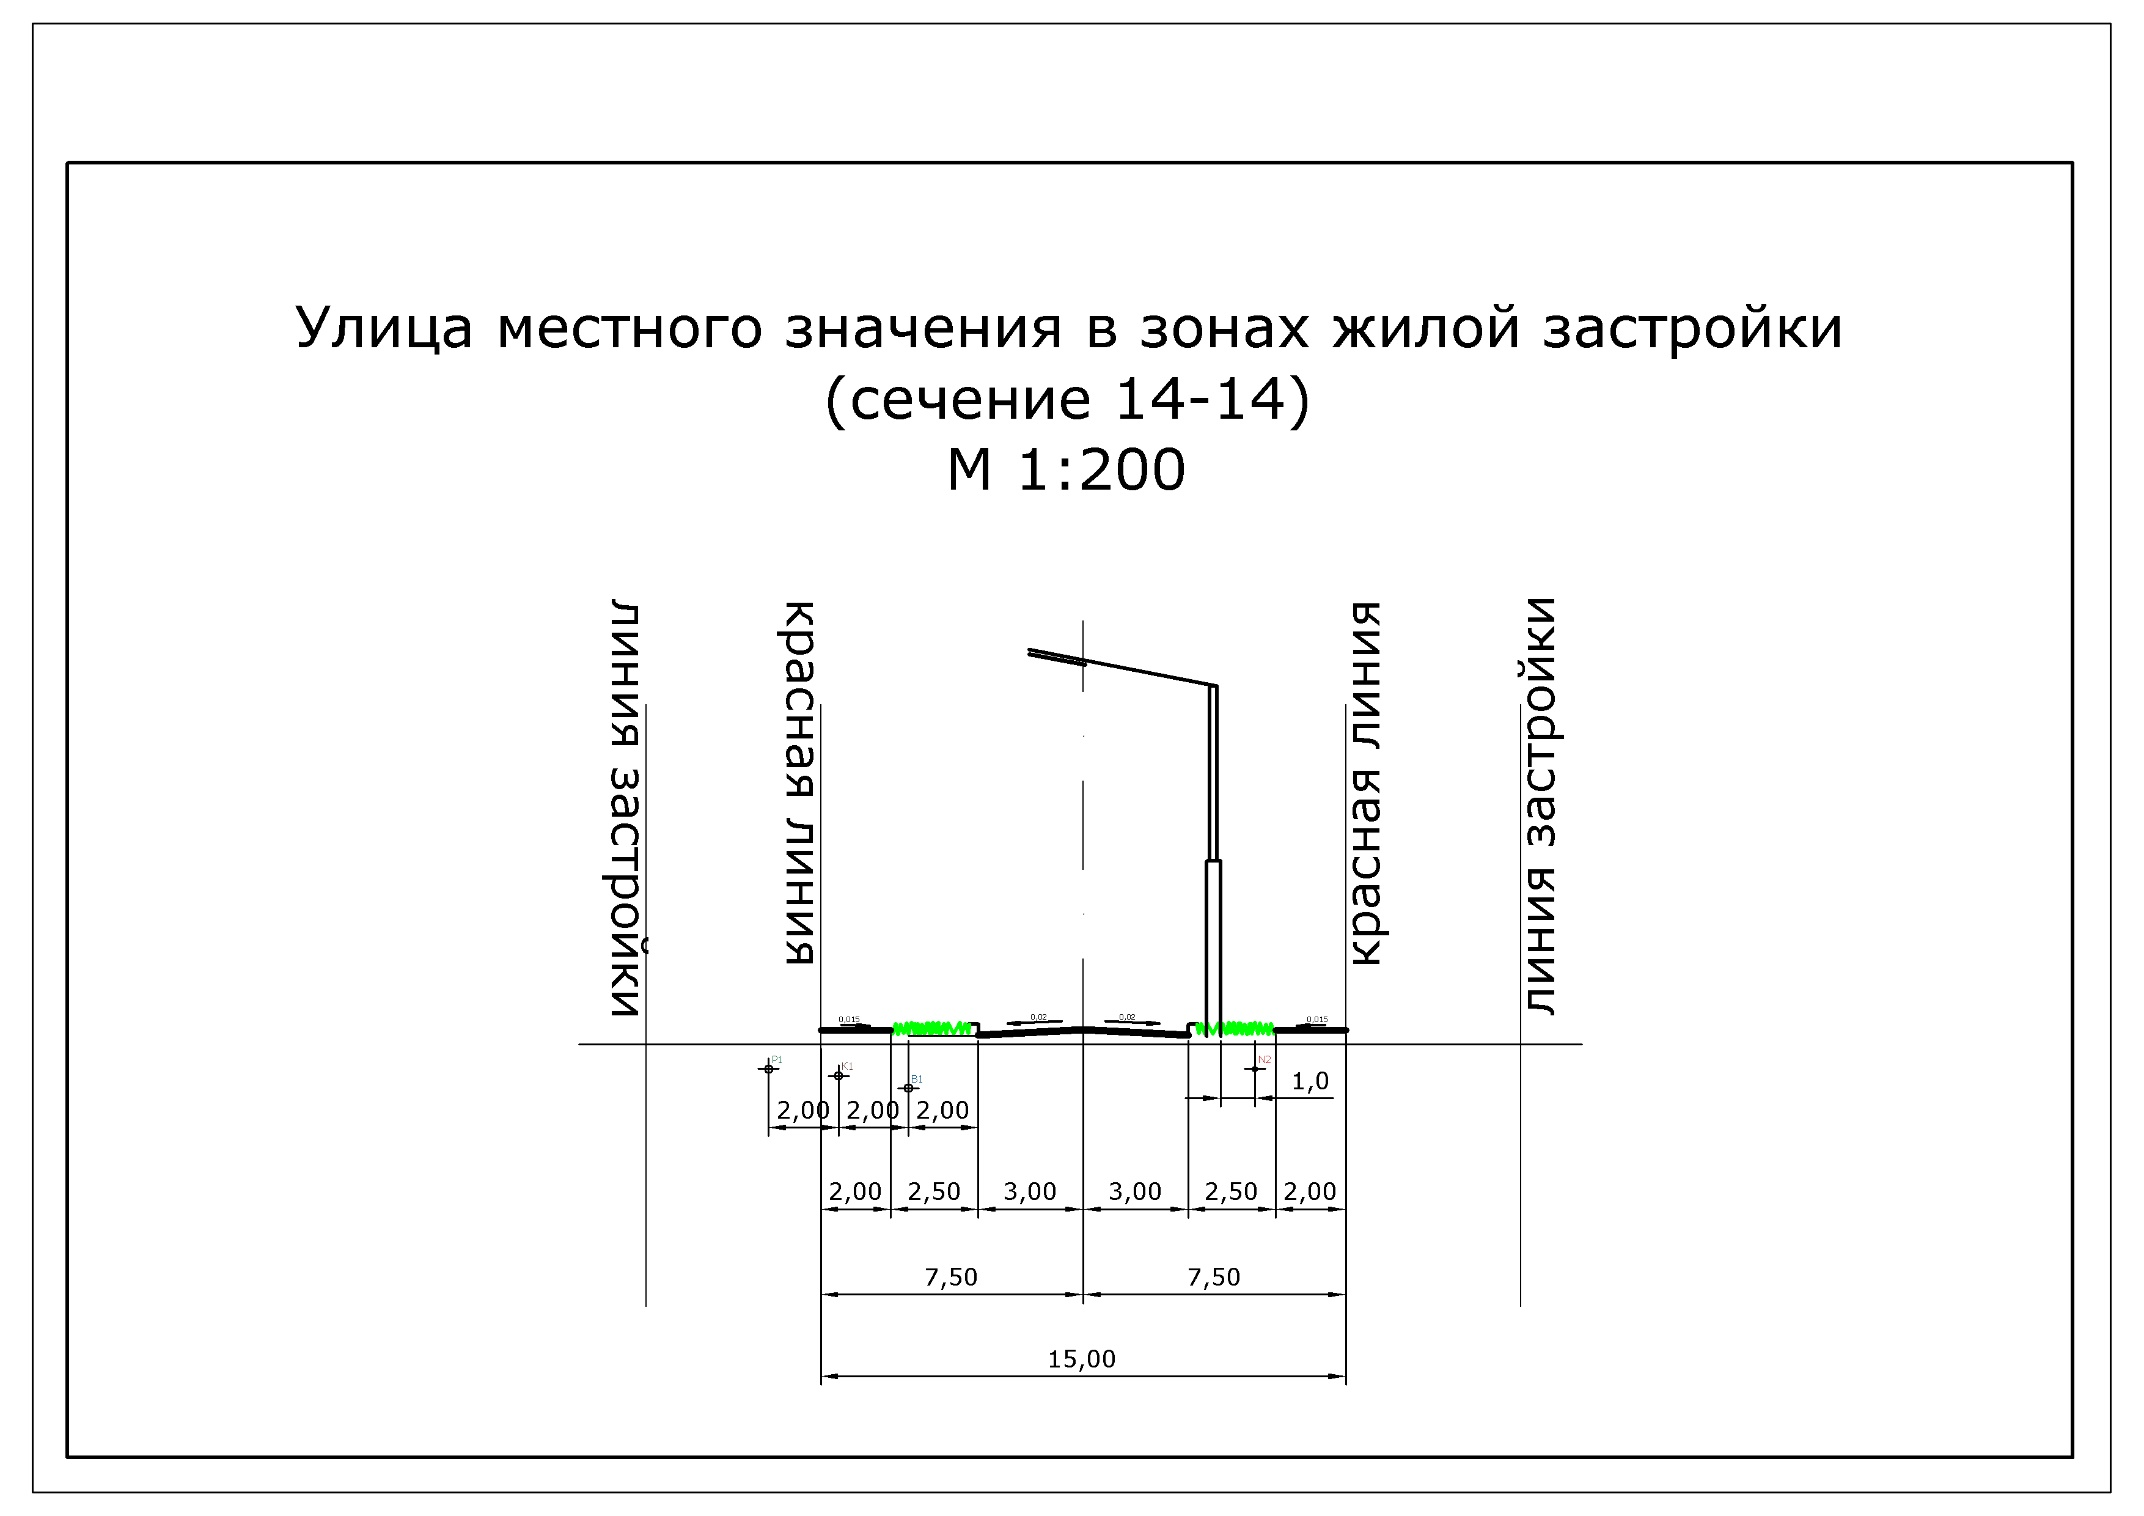 Улица местного значения в зонах жилой застройки
(сечение 14-14)
М 1:200
линия застройки
красная линия
красная линия
линия застройки
0,015
0,02
0,02
0,015
P1
K1
B1
N2
1,0
2,00
2,00
2,00
2,00
2,50
3,00
3,00
2,50
2,00
7,50
7,50
15,00